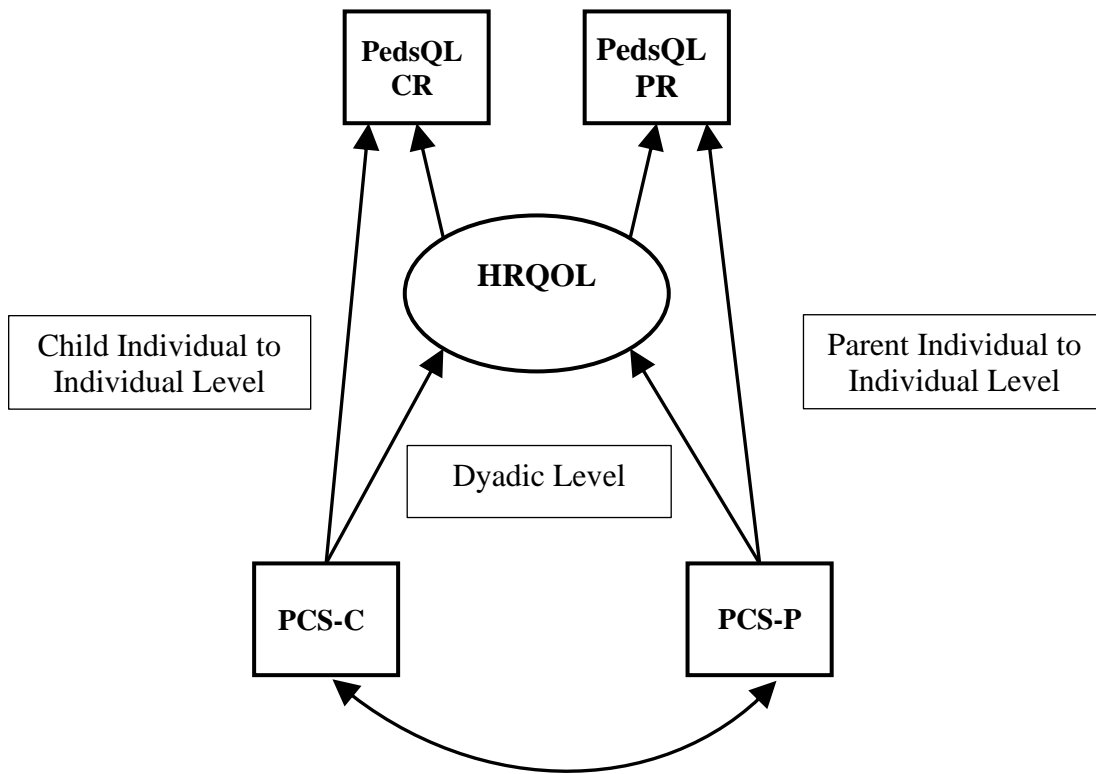 PedsQL
CR
PedsQL
PR
HRQOL
Child Individual to
Individual Level
Parent Individual to
Individual Level
Dyadic Level
PCS-C
PCS-P